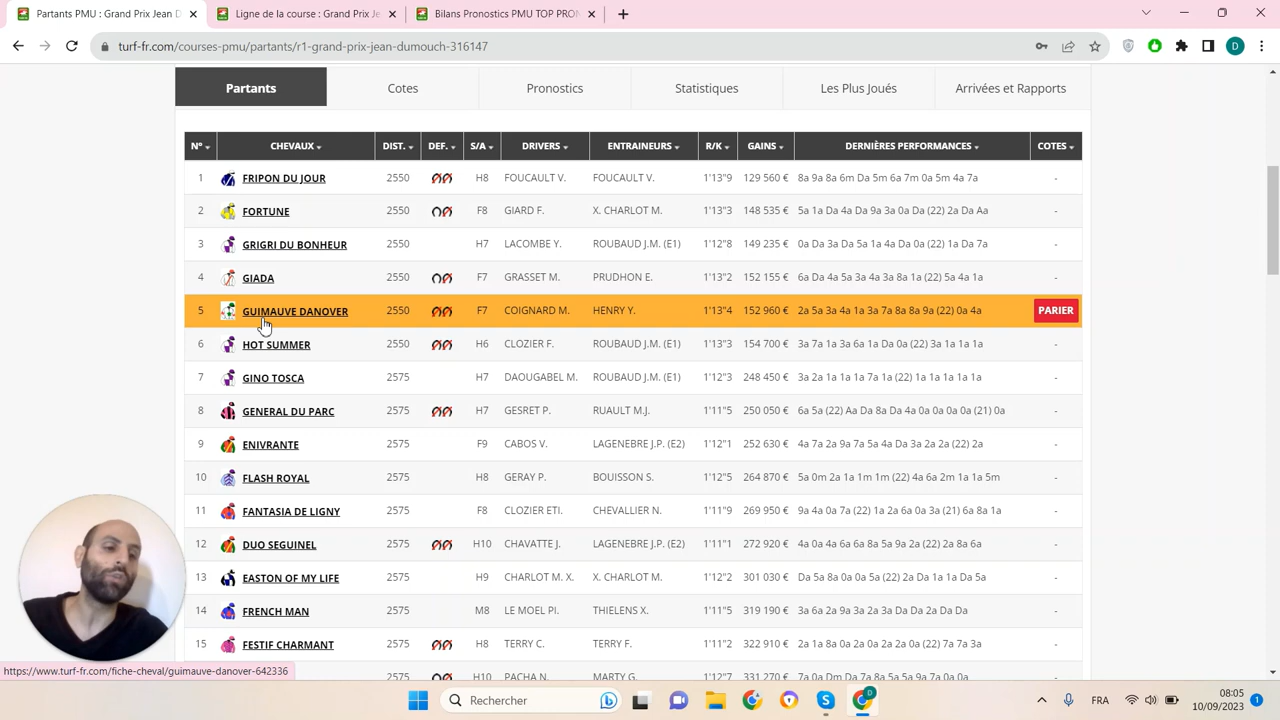 Partants PMU : Grand Prix Jean D
Ligne de la course : Grand Prix Je
Bilans Pronostics PMU TOP PRON
turf-fr.com/courses-pmu/partants/r1-grand-prix-jean-dumouch-316147
D
Partants Cotes Pronostics Statistiques Les Plus Joués Arrivées et Rapports
N° CHEVAUX DIST. DEF. S/A DRIVERS ENTRAINEURS R/K GAINS DERNIÈRES PERFORMANCES COTES
1 FRIPON DU JOUR 2550 H8 FOUCAULT V. FOUCAULT V. 1'13"9 129 560 € 8a 9a 8a 6m Da 5m 6a 7m 0a 5m 4a 7a -
2 FORTUNE 2550 F8 GIARD F. X. CHARLOT M. 1'13"3 148 535 € 5a 1a Da 4a Da 9a 3a 0a Da (22) 2a Da Aa -
3 GRIGRI DU BONHEUR 2550 H7 LACOMBE Y. ROUBAUD J.M. (E1) 1'12"8 149 235 € 0a Da 3a Da 5a 1a 4a Da 0a (22) 1a Da 7a -
4 GIADA 2550 F7 GRASSET M. PRUDHON E. 1'13"2 152 155 € 6a Da 4a 5a 3a 4a 3a 8a 1a (22) 5a 4a 1a -
5 GUIMAUVE DANOVER 2550 F7 COIGNARD M. HENRY Y. 1'13"4 152 960 € 2a 5a 3a 4a 1a 3a 7a 8a 8a 9a (22) 0a 4a PARIER
6 HOT SUMMER 2550 H6 CLOZIER F. ROUBAUD J.M. (E1) 1'13"3 154 700 € 3a 7a 1a 3a 6a 1a Da 0a (22) 3a 1a 1a 1a -
7 GINO TOSCA 2575 H7 DAOUGABEL M. ROUBAUD J.M. (E1) 1'12"3 248 450 € 3a 2a 1a 1a 1a 7a 1a (22) 1a 1a 1a 1a 1a -
8 GENERAL DU PARC 2575 H7 GESRET P. RUAULT M.J. 1'11"5 250 050 € 6a 5a (22) Aa Da 8a Da 4a 0a 0a 0a 0a (21) 0a -
9 ENIVRANTE 2575 F9 CABOS V. LAGENEBRE J.P. (E2) 1'12"1 252 630 € 4a 7a 2a 9a 7a 5a 4a Da 3a 2a 2a (22) 2a -
10 FLASH ROYAL 2575 H8 GERAY P. BOUISSON S. 1'12"5 264 870 € 5a 0m 2a 1a 1m 1m (22) 4a 6a 2m 1a 1a 5m -
11 FANTASIA DE LIGNY 2575 F8 CLOZIER ETI. CHEVALLIER N. 1'11"9 269 950 € 9a 4a 0a 7a (22) 1a 2a 6a 0a 3a (21) 6a 8a 1a -
12 DUO SEGUINEL 2575 H10 CHAVATTE J. LAGENEBRE J.P. (E2) 1'11"1 272 920 € 4a 0a 4a 6a 6a 8a 5a 9a 2a (22) 2a 8a 6a -
13 EASTON OF MY LIFE 2575 H9 CHARLOT M. X. X. CHARLOT M. 1'12"2 301 030 € Da 5a 8a 0a 0a 5a (22) 2a Da 1a 1a Da 5a -
14 FRENCH MAN 2575 M8 LE MOEL PI. THIELENS X. 1'11"5 319 190 € 3a 6a 2a 9a 3a 2a 3a Da Da 2a Da Da -
15 FESTIF CHARMANT 2575 H8 TERRY C. TERRY F. 1'11"2 322 910 € 2a 1a 8a 0a 2a 0a 2a 2a 0a (22) 7a 7a 3a -
2575 H10 PACHA N. MARTY G. 331 270 € 7a 0a Dm Da 7a 8a 5a 5a 9a 7a 0a 0a
https://www.turf-fr.com/fiche-cheval/guimauve-danover-642336
Rechercher FRA 08:05
10/09/2023